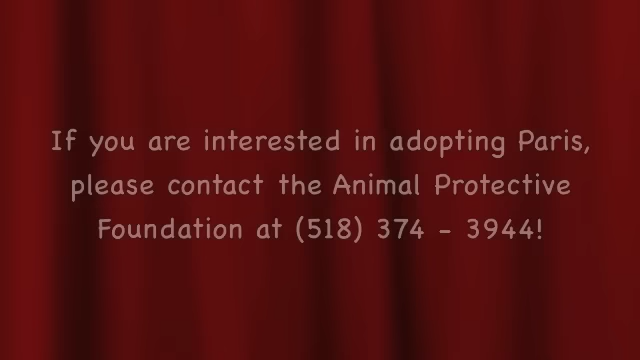 If you are interested in adopting Paris,
please contact the Animal Protective
Foundation at (518) 374 - 3944!